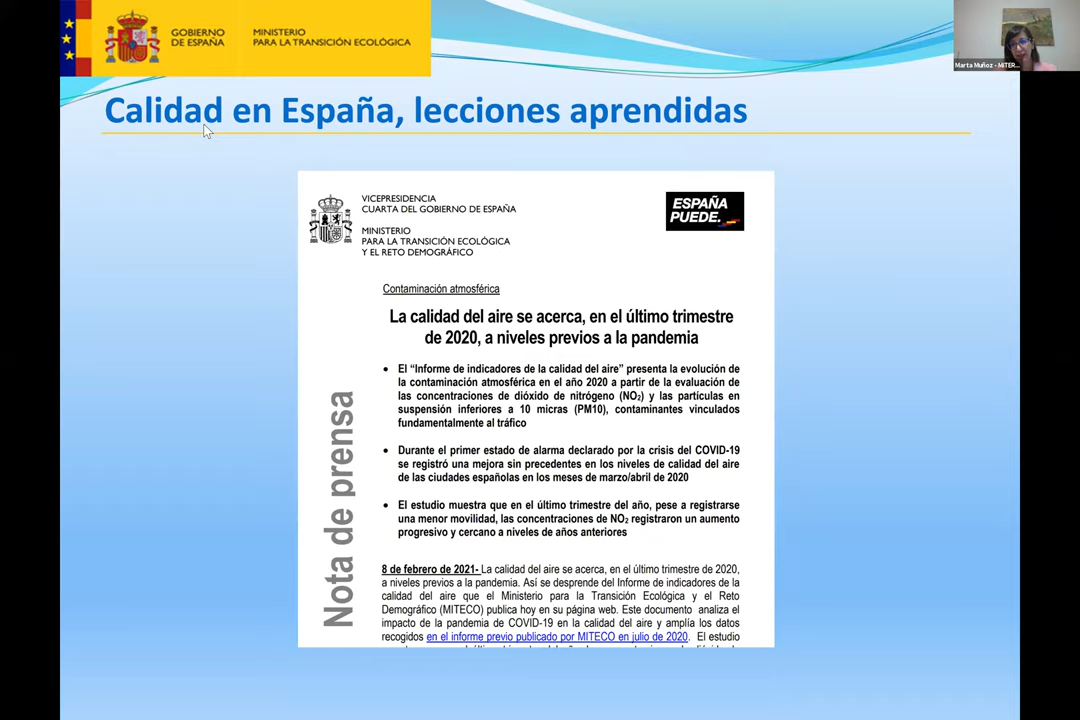 GOBIERNO
DE ESPAÑA
MINISTERIO
PARA LA TRANSICIÓN ECOLÓGICA
Marta Muñoz - MITER...
Calidad en España, lecciones aprendidas
VICEPRESIDENCIA
CUARTA DEL GOBIERNO DE ESPAÑA
MINISTERIO
PARA LA TRANSICIÓN ECOLÓGICA
Y EL RETO DEMOGRÁFICO
ESPAÑA
PUEDE.
Contaminación atmosférica
La calidad del aire se acerca, en el último trimestre
de 2020, a niveles previos a la pandemia
• El “Informe de indicadores de la calidad del aire” presenta la evolución de
la contaminación atmosférica en el año 2020 a partir de la evaluación de
las concentraciones de dióxido de nitrógeno (NO₂) y las partículas en
suspensión inferiores a 10 micras (PM10), contaminantes vinculados
fundamentalmente al tráfico
• Durante el primer estado de alarma declarado por la crisis del COVID-19
se registró una mejora sin precedentes en los niveles de calidad del aire
de las ciudades españolas en los meses de marzo/abril de 2020
• El estudio muestra que en el último trimestre del año, pese a registrarse
una menor movilidad, las concentraciones de NO₂ registraron un aumento
progresivo y cercano a niveles de años anteriores
Nota de prensa
8 de febrero de 2021- La calidad del aire se acerca, en el último trimestre de 2020,
a niveles previos a la pandemia. Así se desprende del Informe de indicadores de la
calidad del aire que el Ministerio para la Transición Ecológica y el Reto
Demográfico (MITECO) publica hoy en su página web. Este documento analiza el
impacto de la pandemia de COVID-19 en la calidad del aire y amplía los datos
recogidos en el informe previo publicado por MITECO en julio de 2020. El estudio